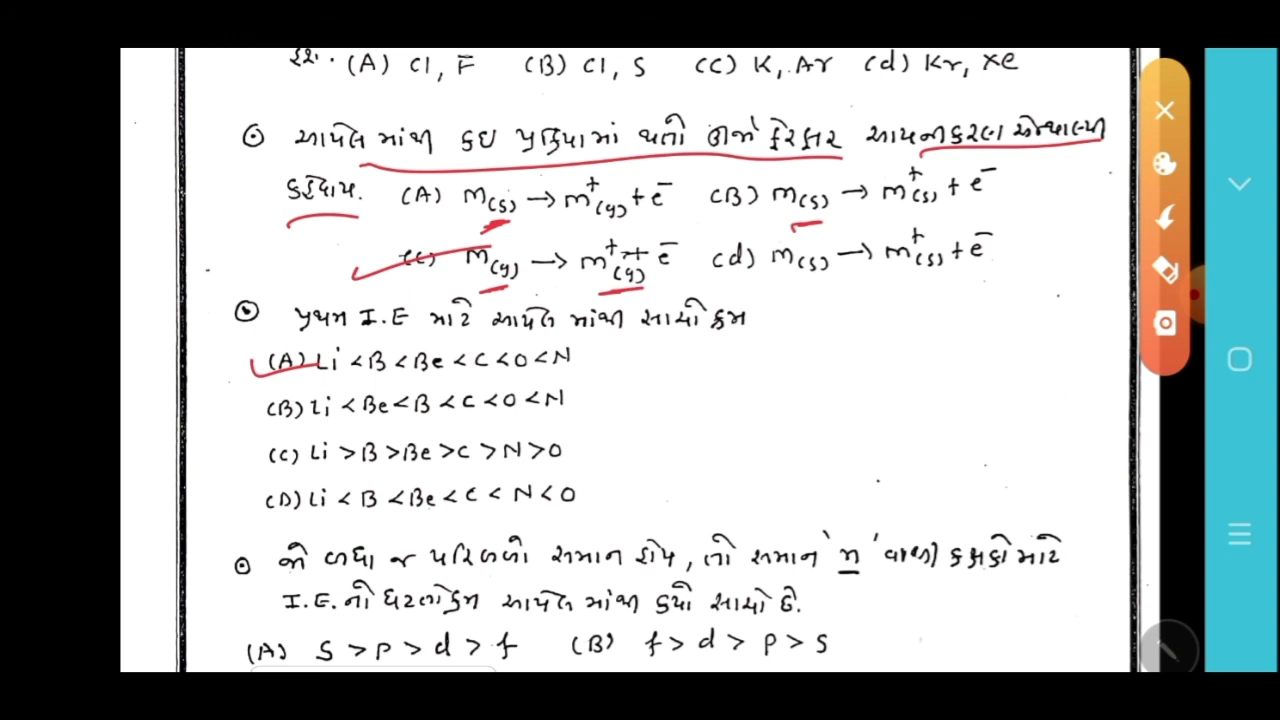 (A) Cl, F (B) Cl, S (C) K, Ar (d) Kr, Xe
આપેલ માંથી કઇ પ્રક્રિયામાં થતો ઊર્જા ફેરફાર આયનીકરણ એન્થાલ્પી
કહેવાય. (A) M(s) → M⁺(g) + e⁻ (B) M(s) → M⁺(s) + e⁻
(C) M(g) → M⁺(g) + e⁻ (d) M(s) → M⁺(s) + e⁻
પ્રથમ I.E માટે આપેલ માંથી સાચો ક્રમ
(A) Li < B < Be < C < O < N
(B) Li < Be < B < C < O < N
(C) Li > B > Be > C > N > O
(D) Li < B < Be < C < N < O
જો બધા જ પરિબળો સમાન હોય, તો સમાન 'n' વાળી કક્ષકો માટે
I.E. નો ઘટતો ક્રમ આપેલ માંથી કયો સાચો છે.
(A) S > P > d > f (B) f > d > P > S